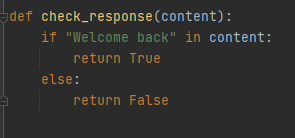 def check_response(content):
    if "Welcome back" in content:
        return True
    else:
        return False